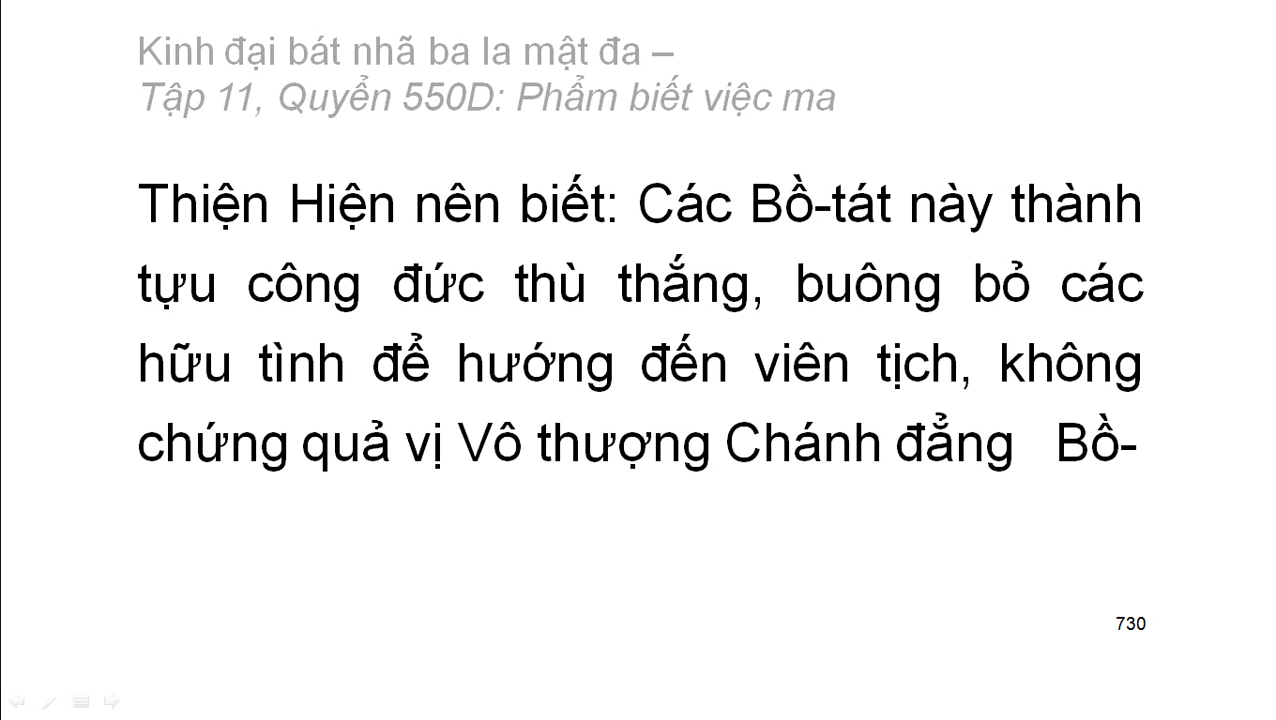 Kinh đại bát nhã ba la mật đa –
Tập 11, Quyển 550D: Phẩm biết việc ma
Thiện Hiện nên biết: Các Bồ-tát này thành
tựu công đức thù thắng, buông bỏ các
hữu tình để hướng đến viên tịch, không
chứng quả vị Vô thượng Chánh đẳng Bồ-
730